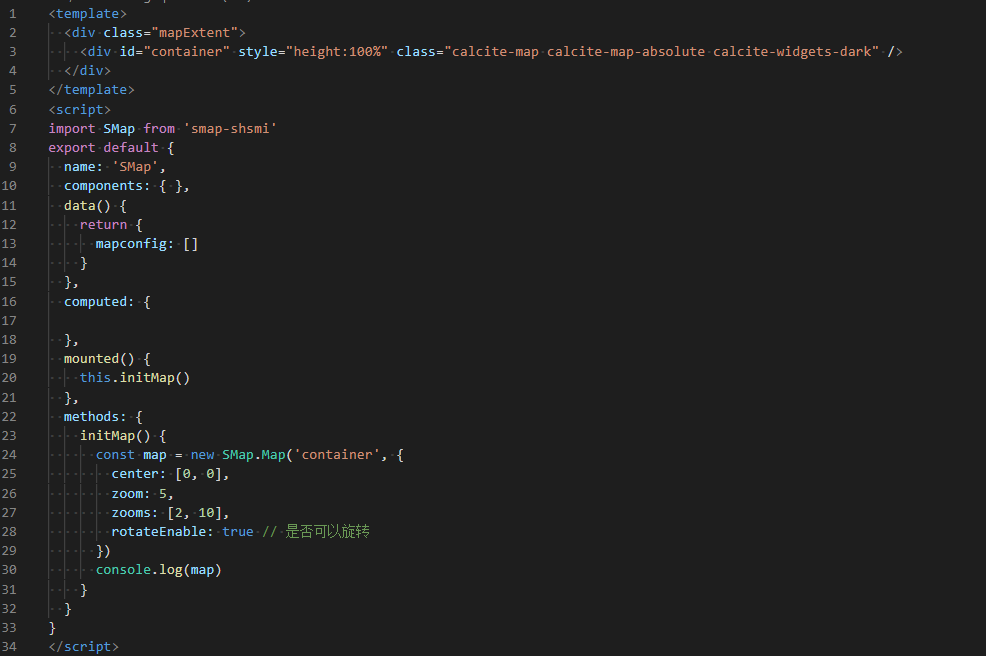 1 <template>
2   <div class="mapExtent">
3     <div id="container" style="height:100%" class="calcite-map calcite-map-absolute calcite-widgets-dark" />
4   </div>
5 </template>
6 <script>
7 import SMap from 'smap-shsmi'
8 export default {
9   name: 'SMap',
10   components: { },
11   data() {
12     return {
13       mapconfig: []
14     }
15   },
16   computed: {
17
18   },
19   mounted() {
20     this.initMap()
21   },
22   methods: {
23     initMap() {
24       const map = new SMap.Map('container', {
25         center: [0, 0],
26         zoom: 5,
27         zooms: [2, 10],
28         rotateEnable: true // 是否可以旋转
29       })
30       console.log(map)
31     }
32   }
33 }
34 </script>